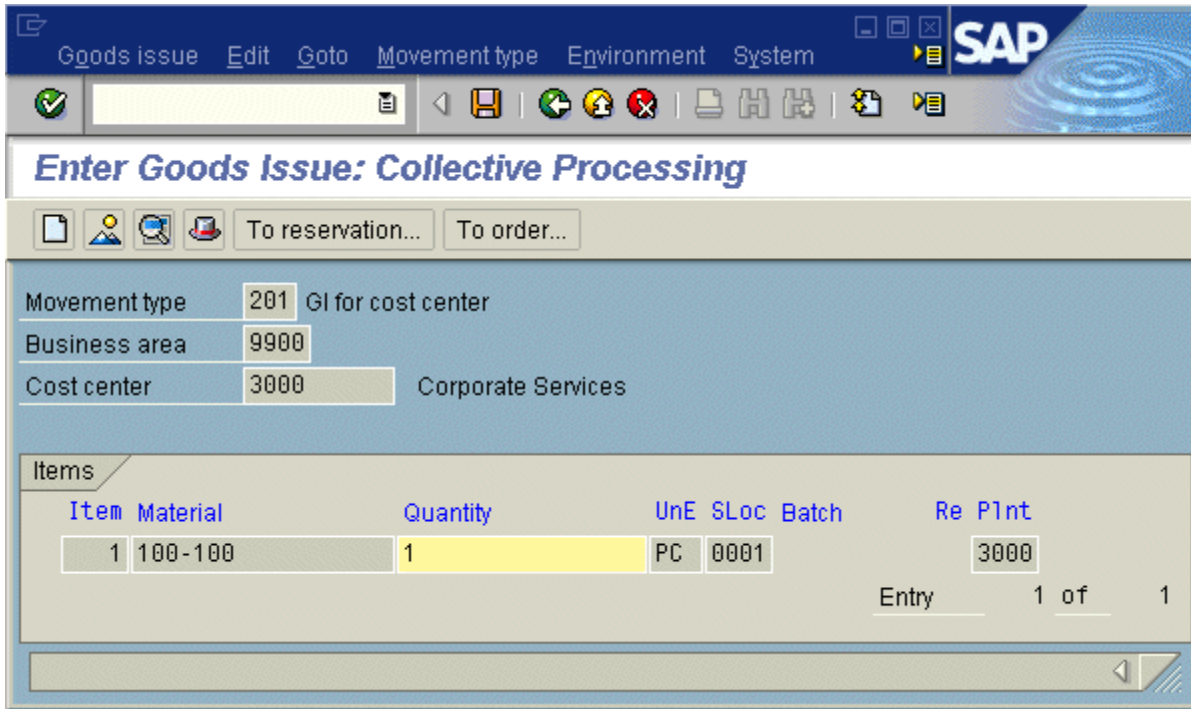 Goods issue Edit Goto Movement type Environment System
SAP
Enter Goods Issue: Collective Processing
To reservation... To order...
Movement type 201 GI for cost center
Business area 9900
Cost center 3000 Corporate Services
Items
Item Material Quantity UnE SLoc Batch Re Plnt
1 100-100 1 PC 0001 3000
Entry 1 of 1